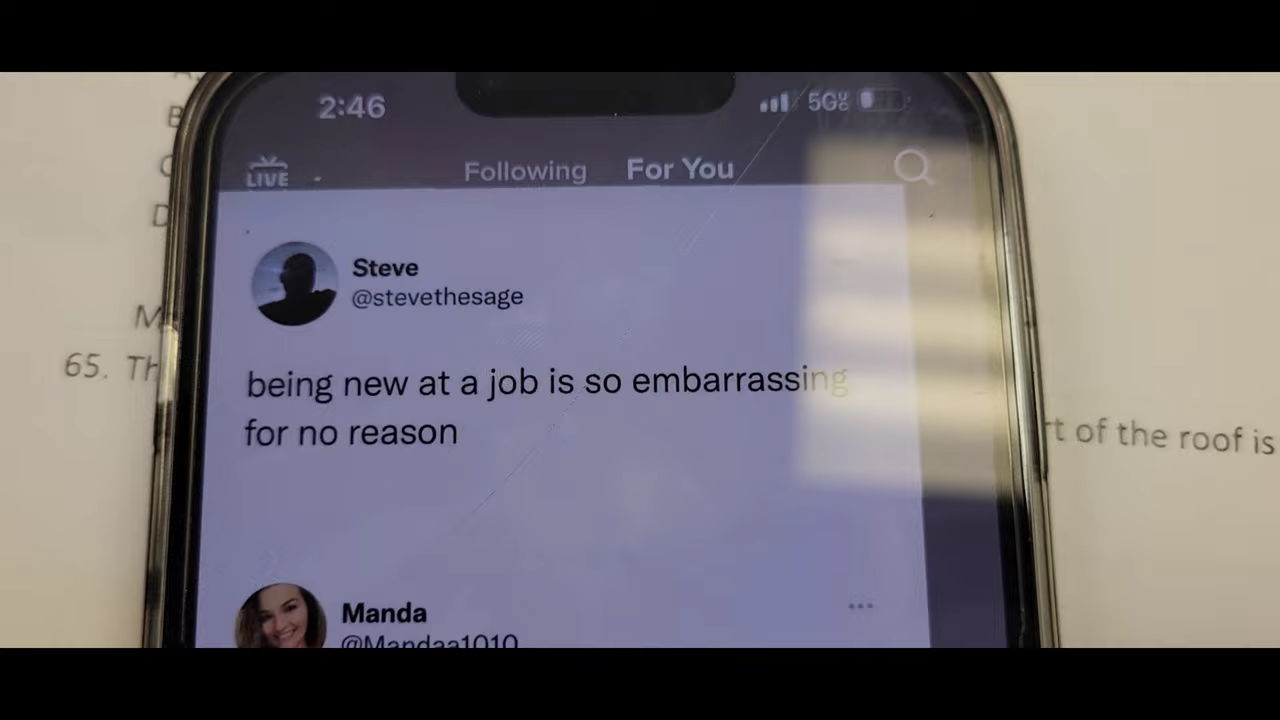 2:46
5G
LIVE
Following
For You
Steve
@stevethesage
being new at a job is so embarrassing
for no reason
65. Th
rt of the roof is
Manda
@Mandaa1010